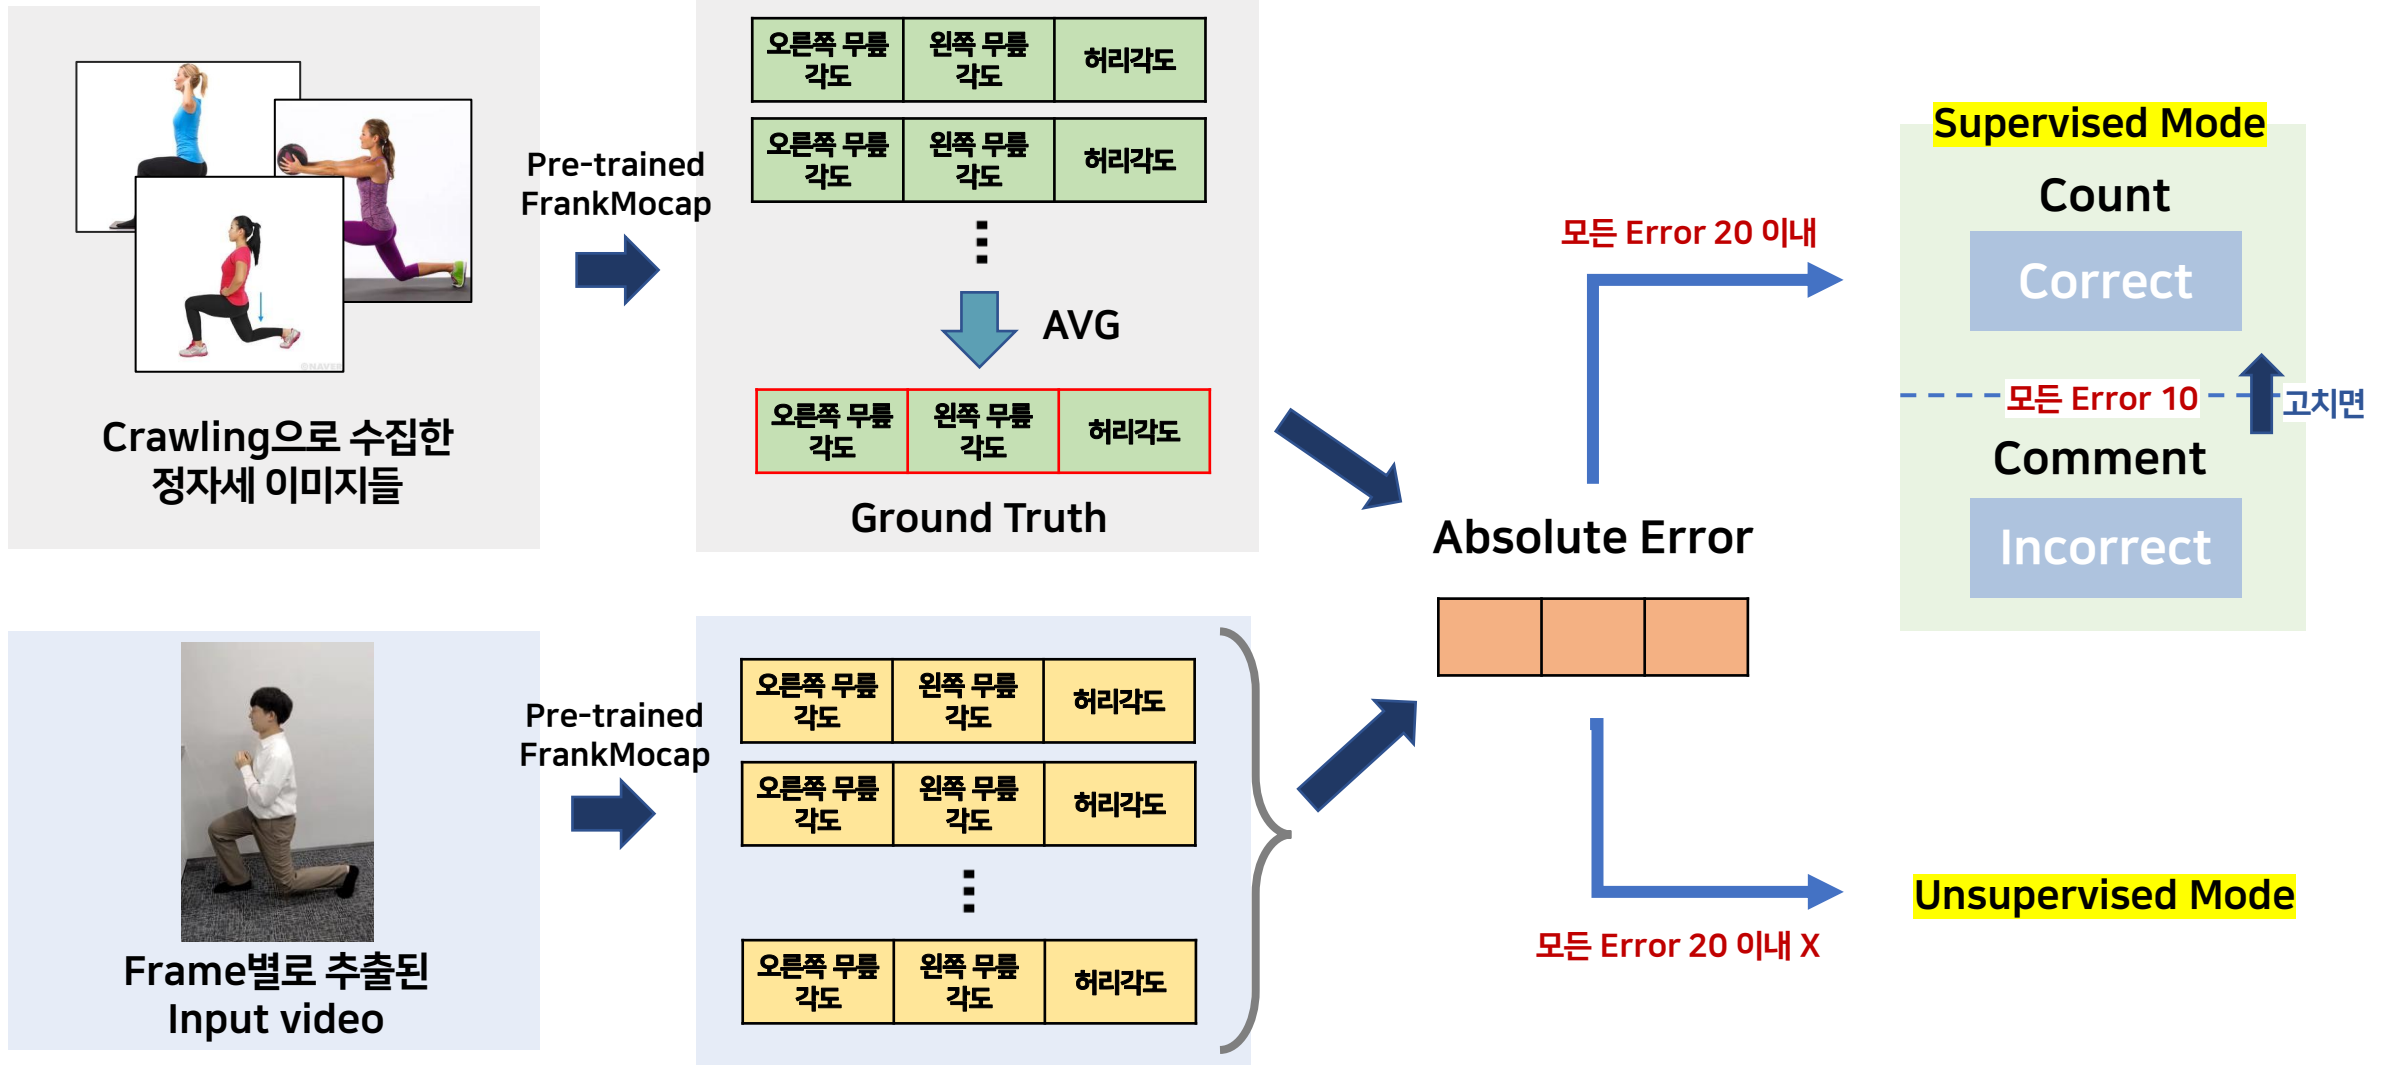 Crawling으로 수집한
정자세 이미지들
©NAVER
Pre-trained
FrankMocap
오른쪽 무릎
각도
왼쪽 무릎
각도
허리각도
오른쪽 무릎
각도
왼쪽 무릎
각도
허리각도
AVG
오른쪽 무릎
각도
왼쪽 무릎
각도
허리각도
Ground Truth
Frame별로 추출된
Input video
Pre-trained
FrankMocap
오른쪽 무릎
각도
왼쪽 무릎
각도
허리각도
오른쪽 무릎
각도
왼쪽 무릎
각도
허리각도
오른쪽 무릎
각도
왼쪽 무릎
각도
허리각도
Absolute Error
모든 Error 20 이내
Supervised Mode
Count
Correct
모든 Error 10
고치면
Comment
Incorrect
모든 Error 20 이내 X
Unsupervised Mode